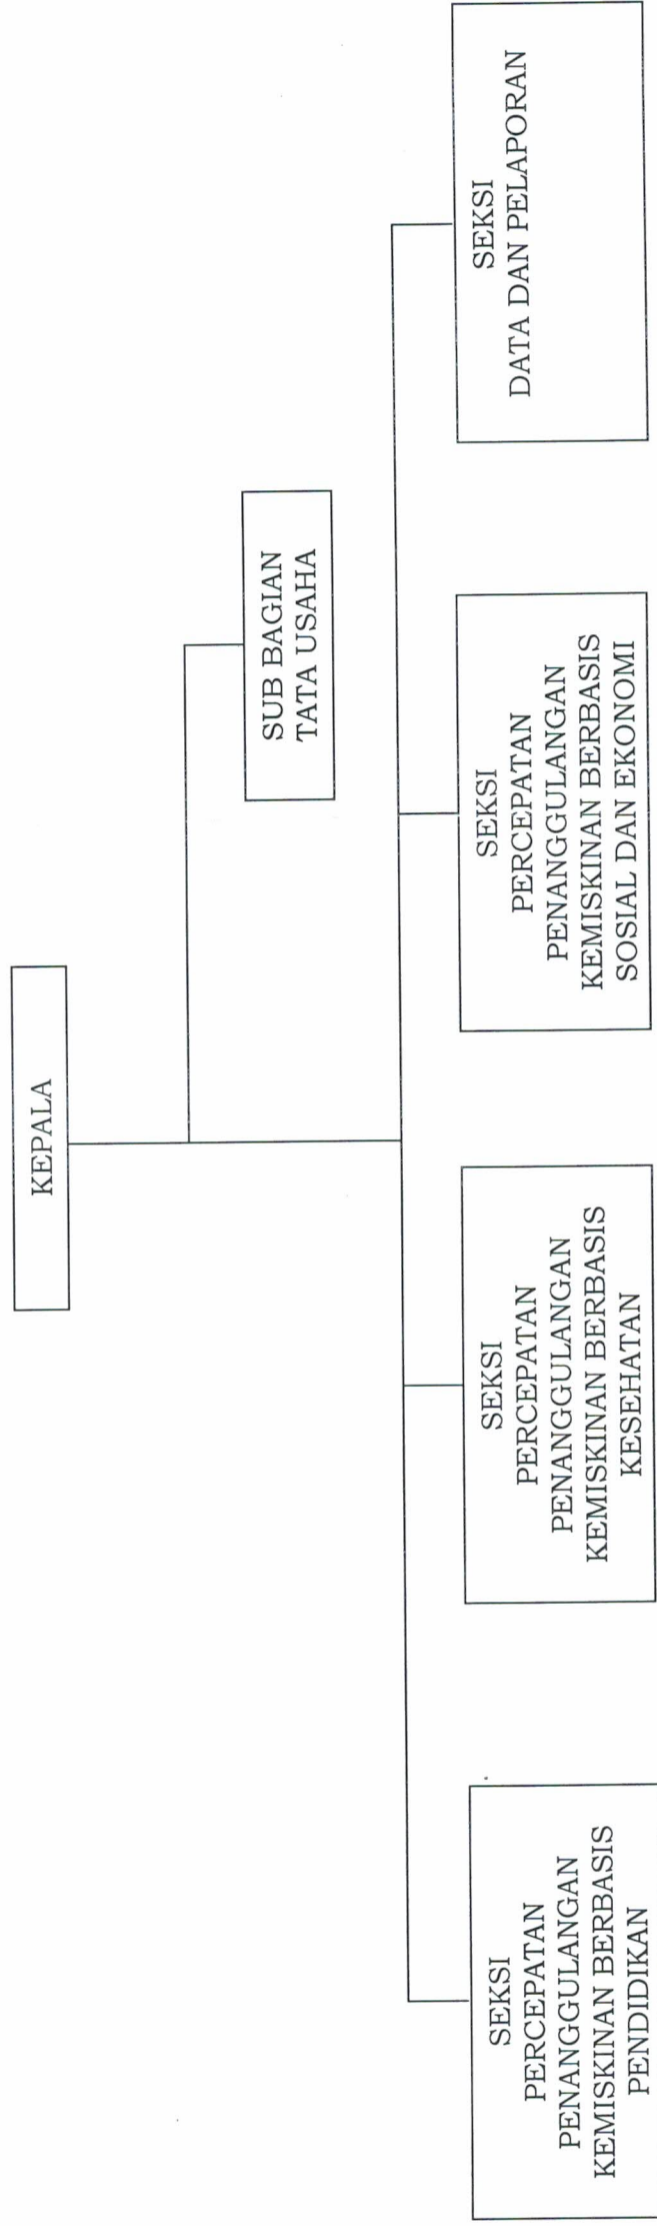 KEPALA
SUB BAGIAN
TATA USAHA
SEKSI
PERCEPATAN
PENANGGULANGAN
KEMISKINAN BERBASIS
PENDIDIKAN
SEKSI
PERCEPATAN
PENANGGULANGAN
KEMISKINAN BERBASIS
KESEHATAN
SEKSI
PERCEPATAN
PENANGGULANGAN
KEMISKINAN BERBASIS
SOSIAL DAN EKONOMI
SEKSI
DATA DAN PELAPORAN